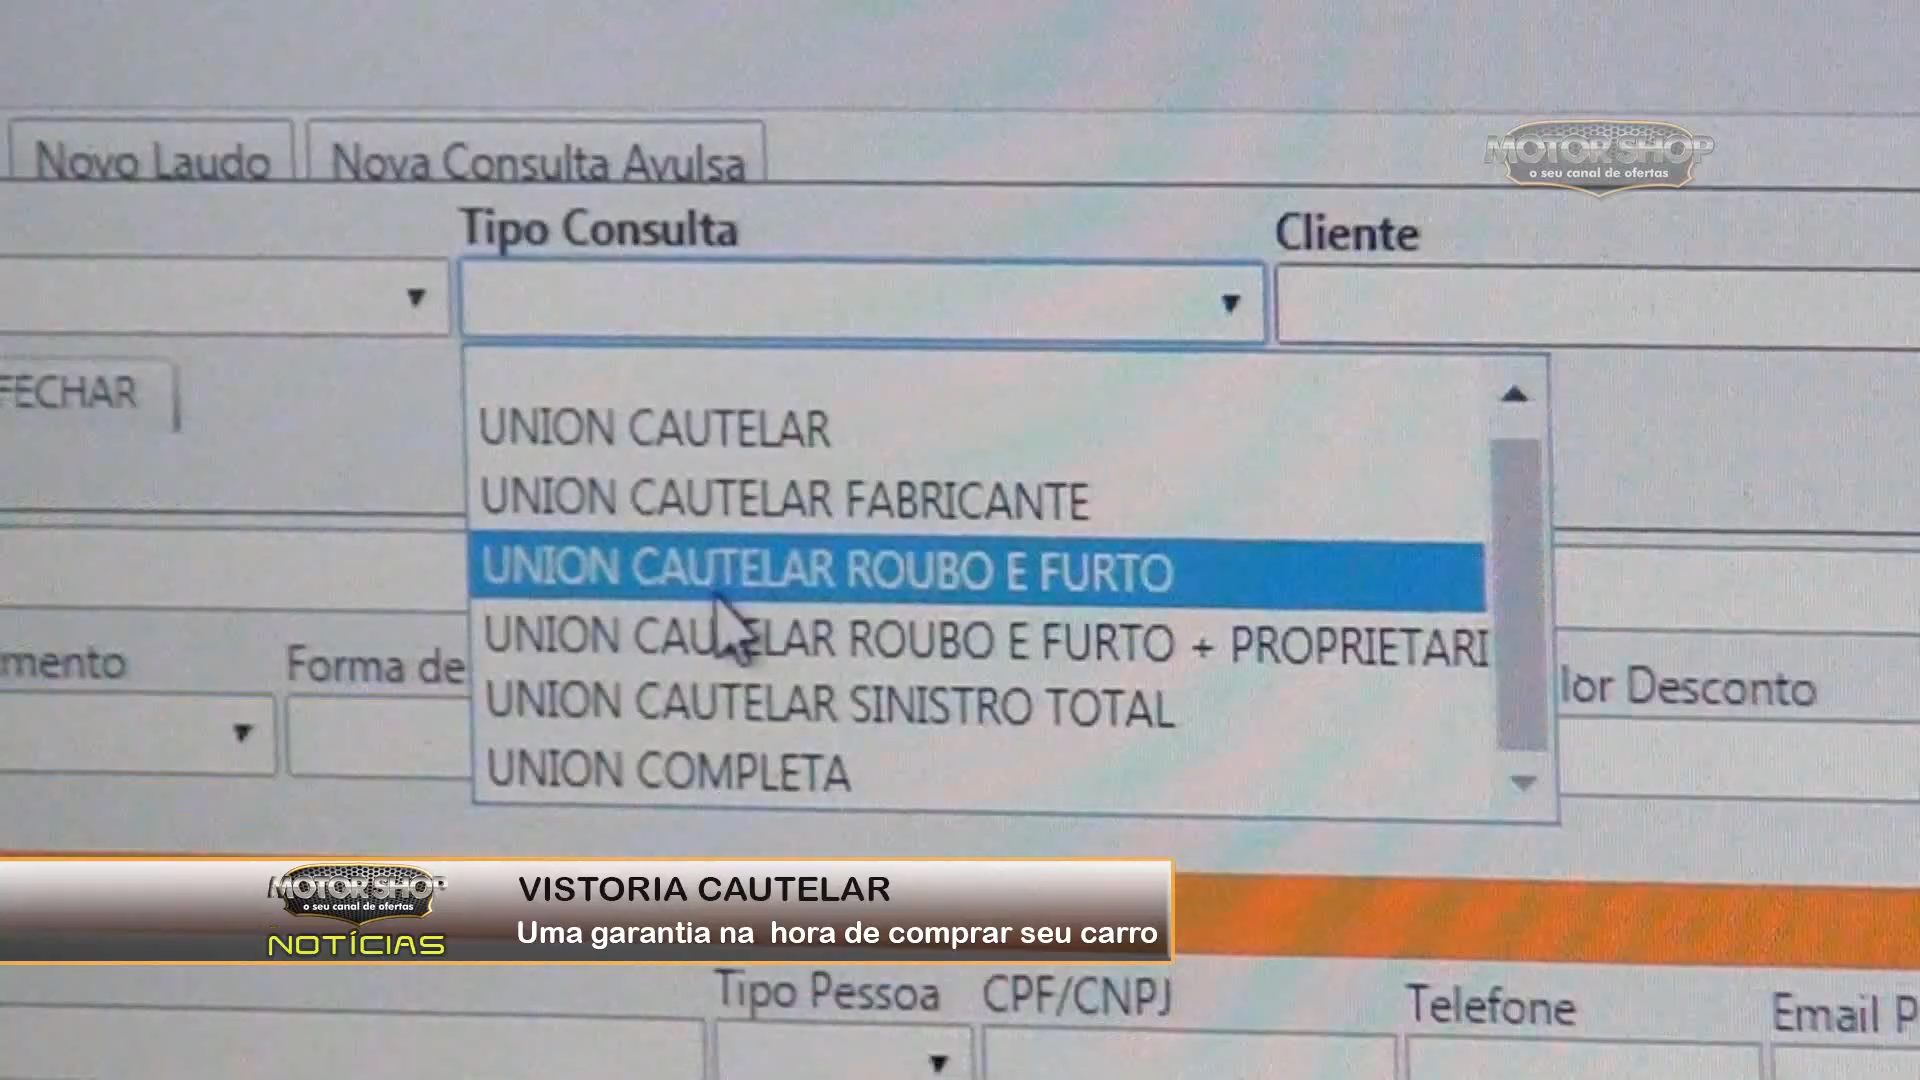 Novo Laudo
Nova Consulta Avulsa
MOTOR SHOP
o seu canal de ofertas
Tipo Consulta
Cliente
FECHAR
UNION CAUTELAR
UNION CAUTELAR FABRICANTE
UNION CAUTELAR ROUBO E FURTO
UNION CAUTELAR ROUBO E FURTO + PROPRIETARI
UNION CAUTELAR SINISTRO TOTAL
UNION COMPLETA
mento
Forma de
lor Desconto
MOTOR SHOP
o seu canal de ofertas
NOTÍCIAS
VISTORIA CAUTELAR
Uma garantia na hora de comprar seu carro
Tipo Pessoa
CPF/CNPJ
Telefone
Email P